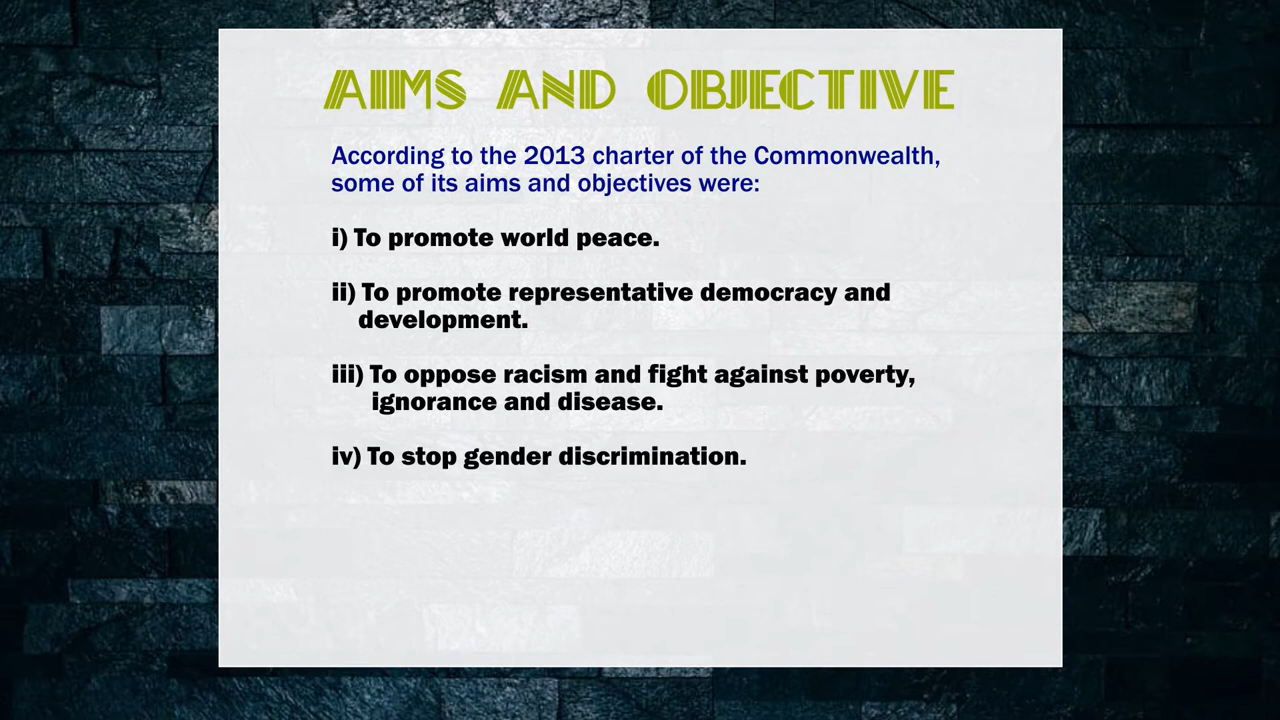 AIMS AND OBJECTIVE
According to the 2013 charter of the Commonwealth,
some of its aims and objectives were:
i) To promote world peace.
ii) To promote representative democracy and
development.
iii) To oppose racism and fight against poverty,
ignorance and disease.
iv) To stop gender discrimination.